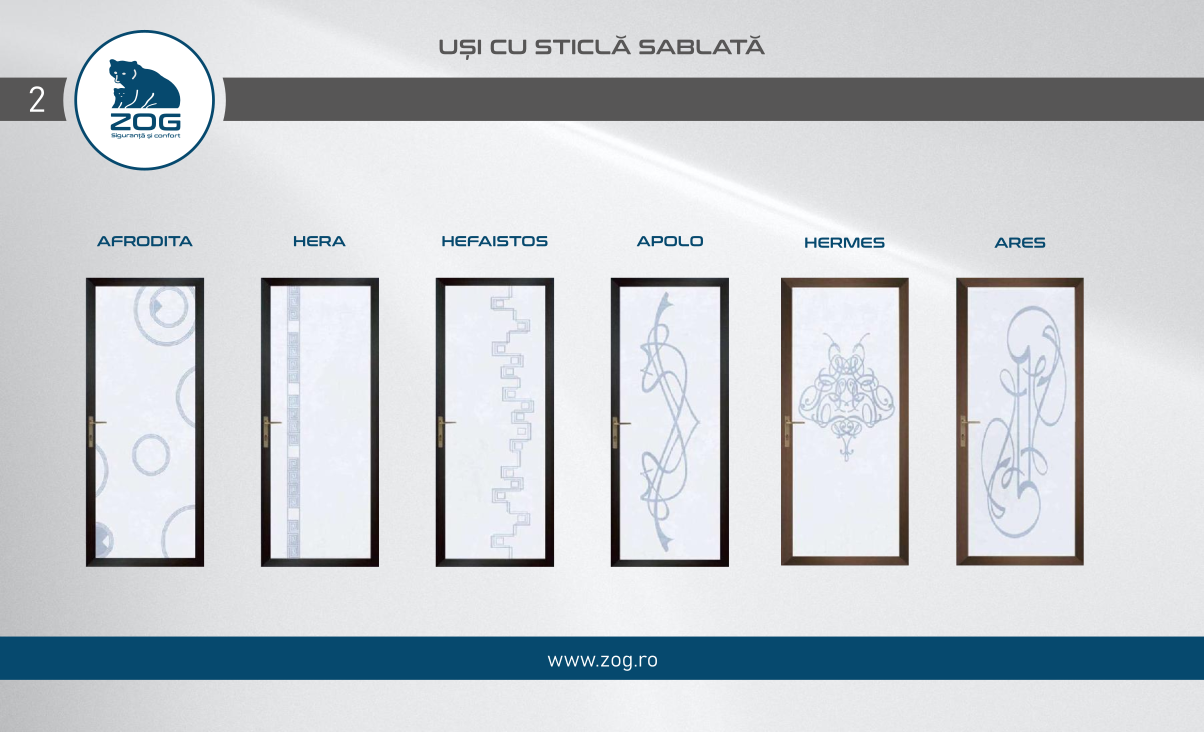 UȘI CU STICLĂ SABLATĂ
2
ZOG
Siguranță și confort
AFRODITA
HERA
HEFAISTOS
APOLO
HERMES
ARES
www.zog.ro